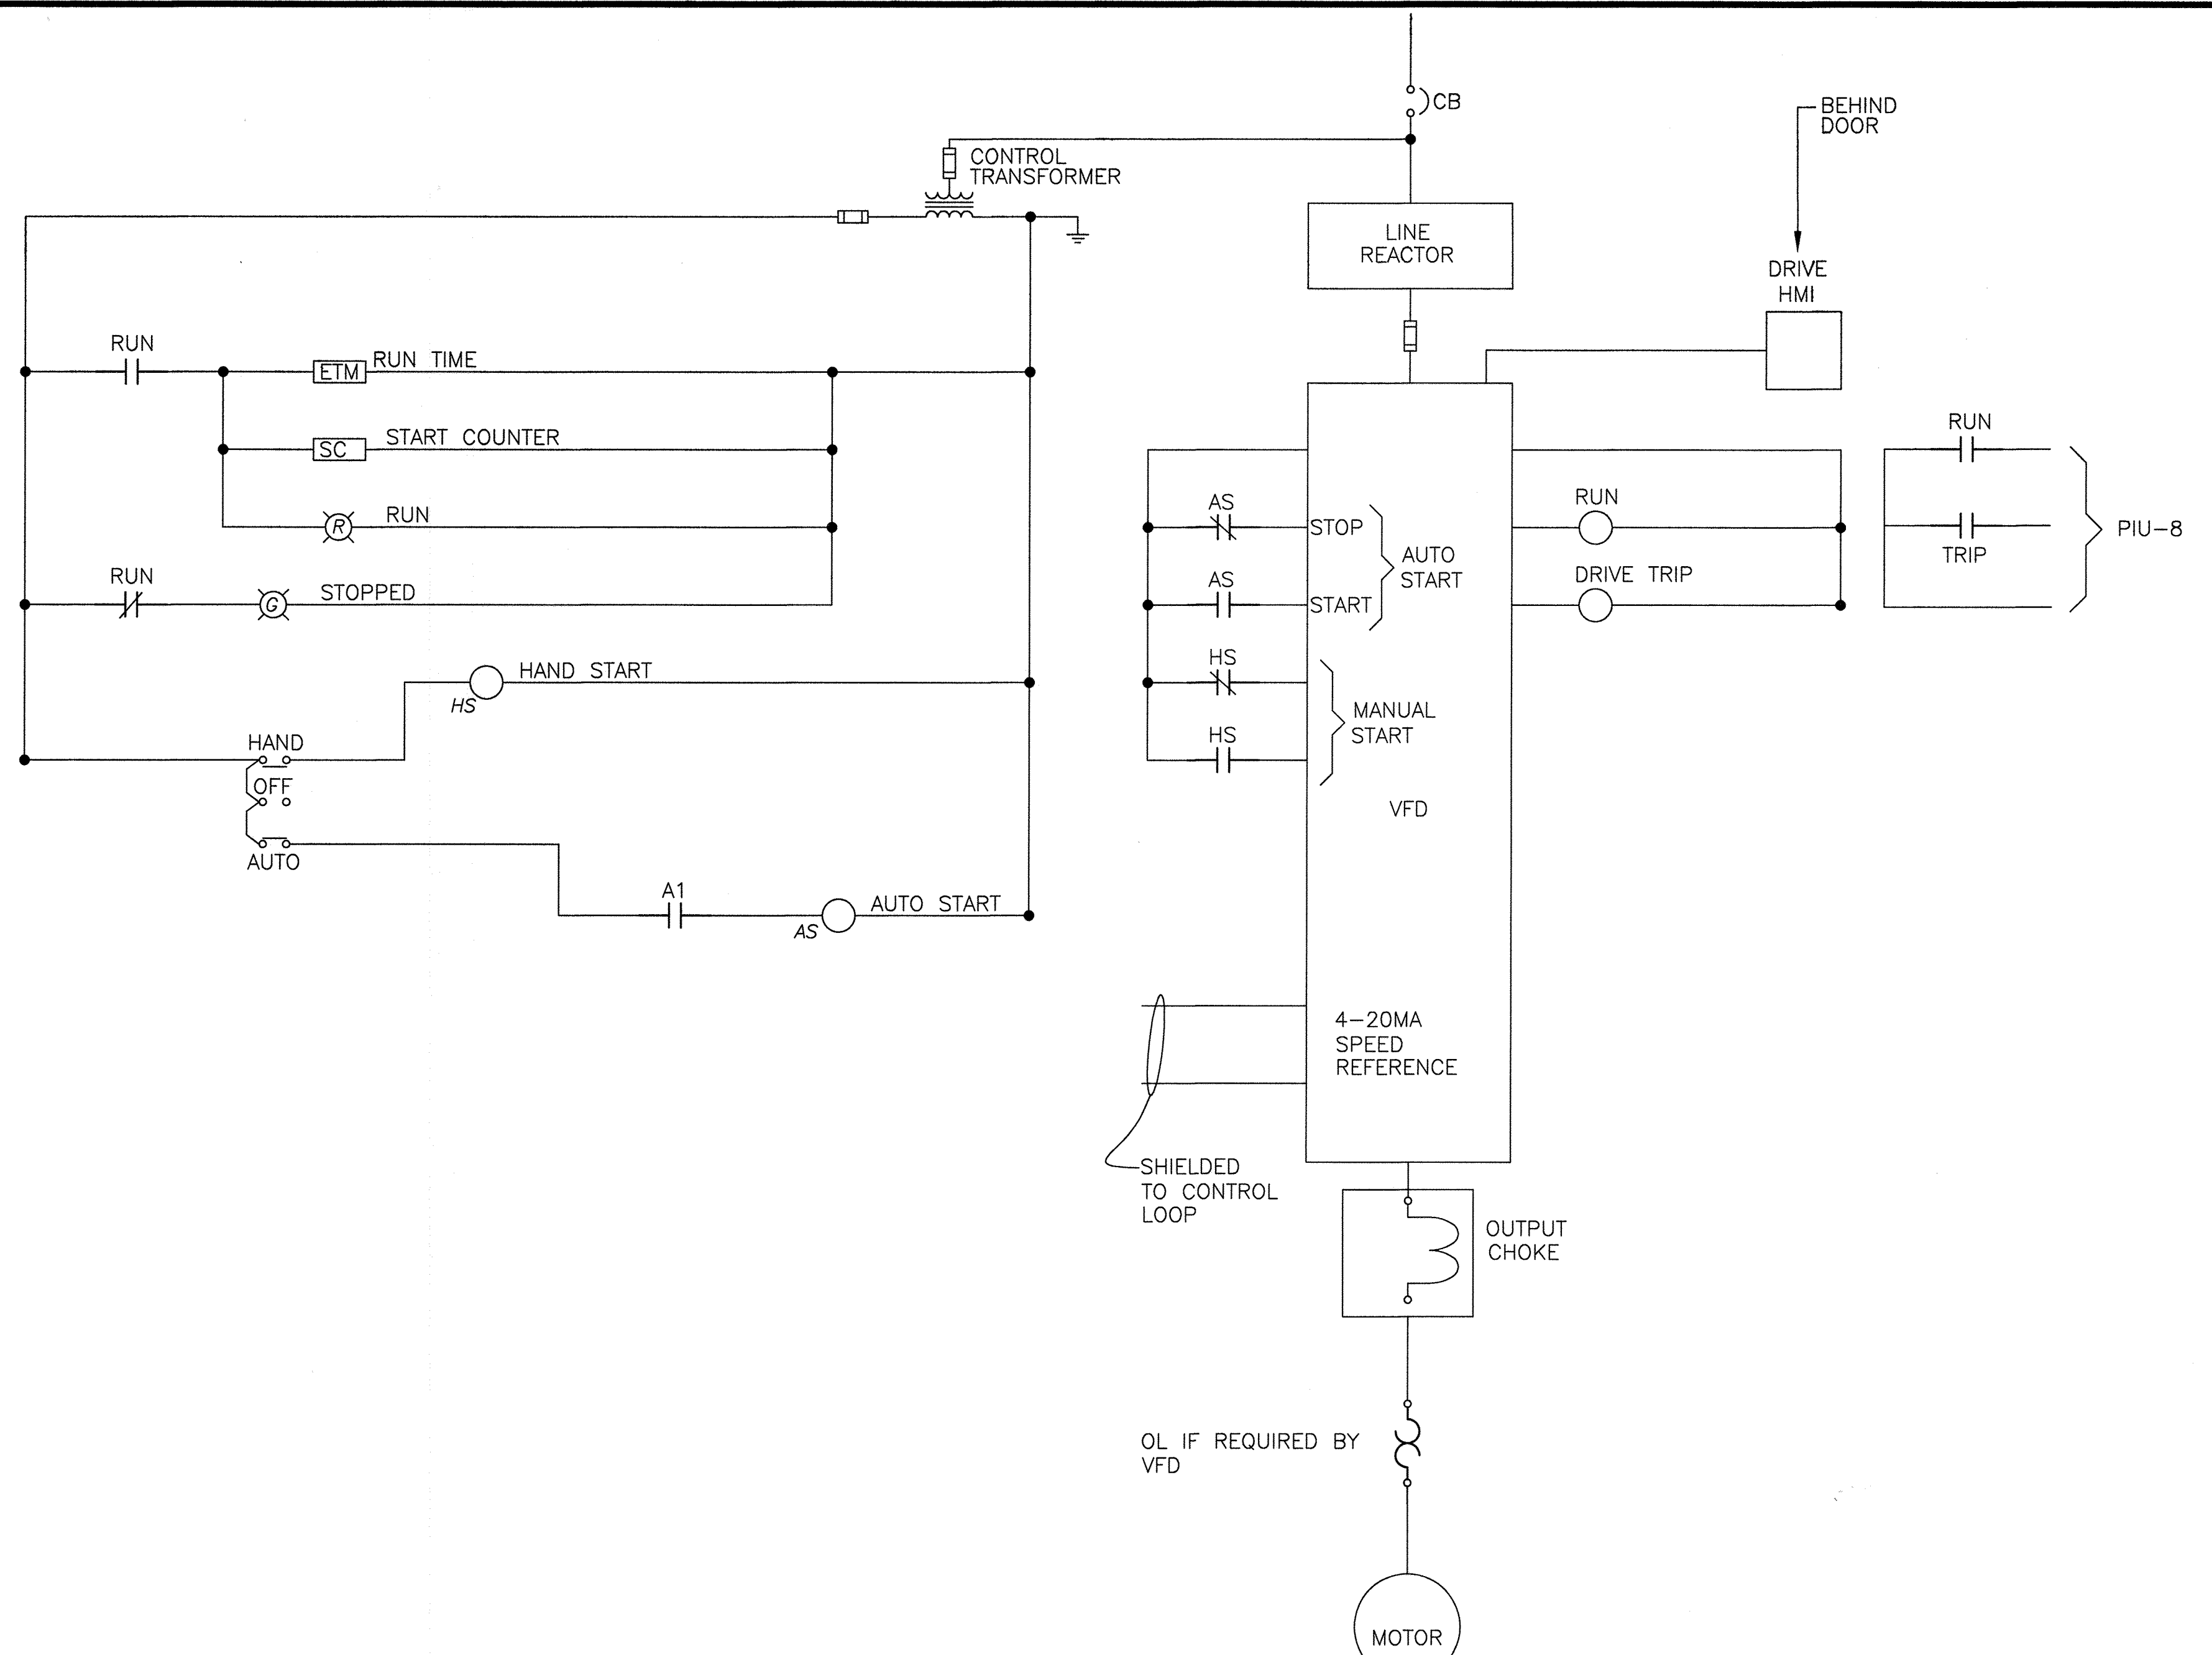 CB
BEHIND
DOOR
CONTROL
TRANSFORMER
LINE
REACTOR
DRIVE
HMI
RUN
ETM
RUN TIME
SC
START COUNTER
R
RUN
RUN
G
STOPPED
HAND START
HS
HAND
OFF
AUTO
A1
AS
AUTO START
AS
STOP
AS
START
AUTO
START
HS
HS
MANUAL
START
VFD
RUN
DRIVE TRIP
RUN
TRIP
PIU-8
4-20MA
SPEED
REFERENCE
SHIELDED
TO CONTROL
LOOP
OUTPUT
CHOKE
OL IF REQUIRED BY
VFD
MOTOR